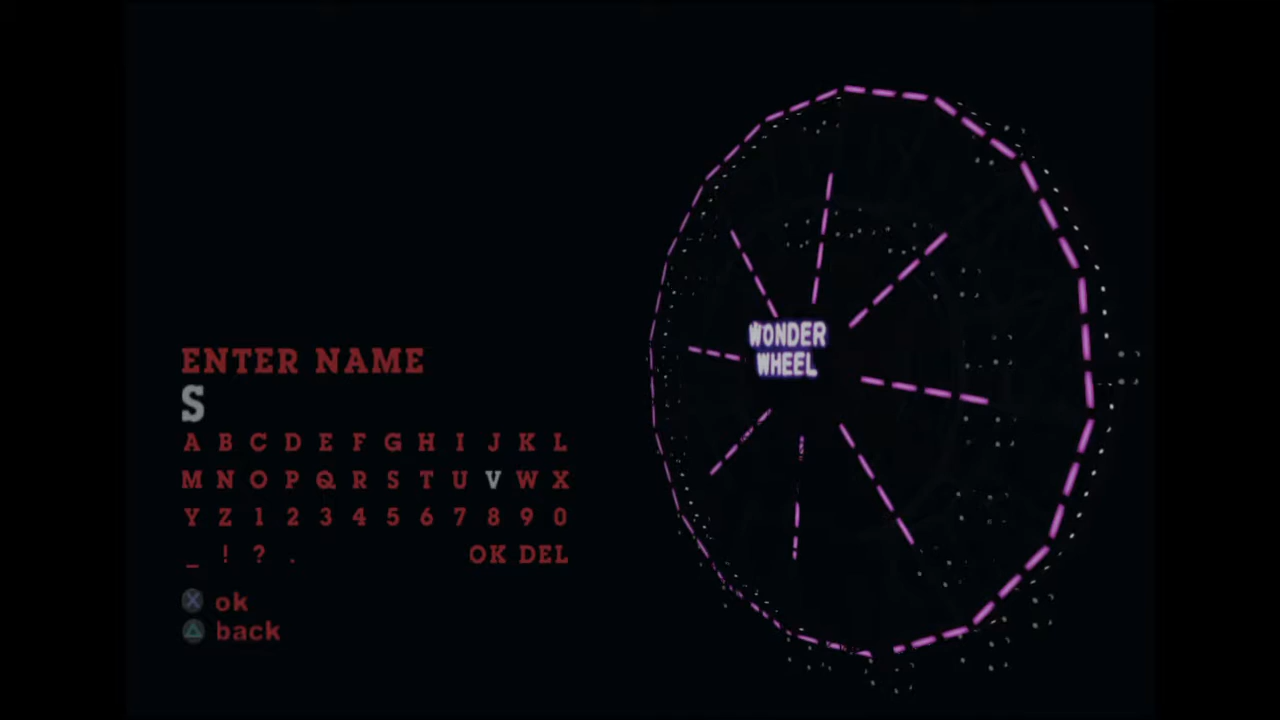 WONDER
WHEEL
ENTER NAME
S
A B C D E F G H I J K L
M N O P Q R S T U V W X
Y Z 1 2 3 4 5 6 7 8 9 0
_ ! ? . OK DEL
ok
back